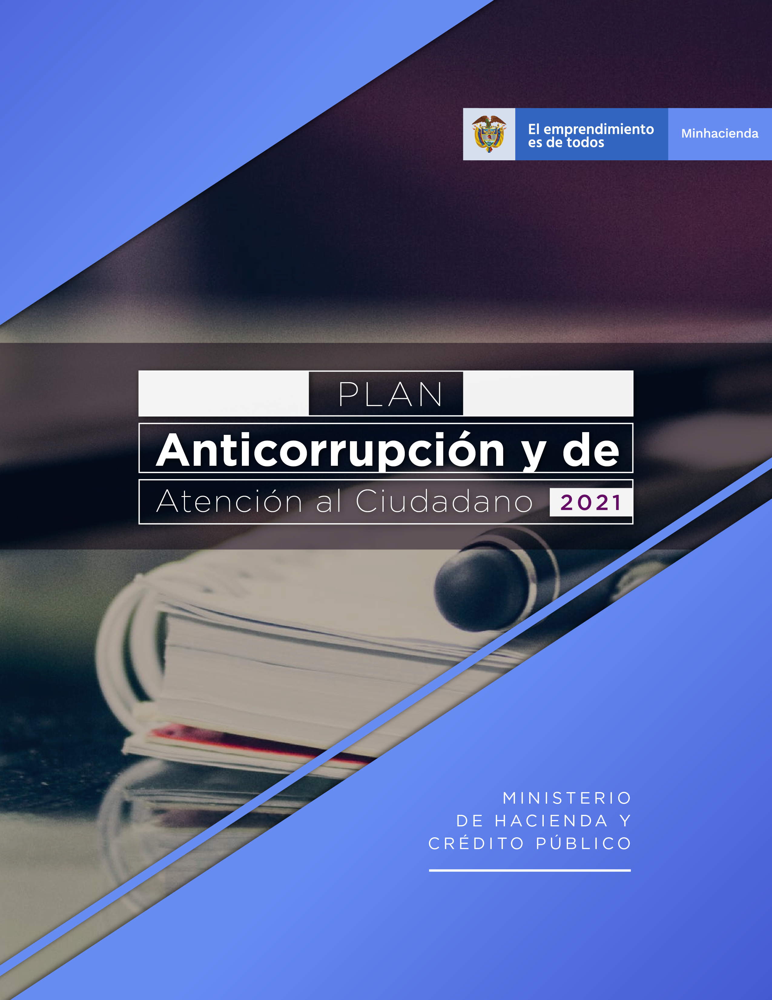 El emprendimiento
es de todos
Minhacienda
PLAN
Anticorrupción y de
Atención al Ciudadano 2021
MINISTERIO
DE HACIENDA Y
CRÉDITO PÚBLICO